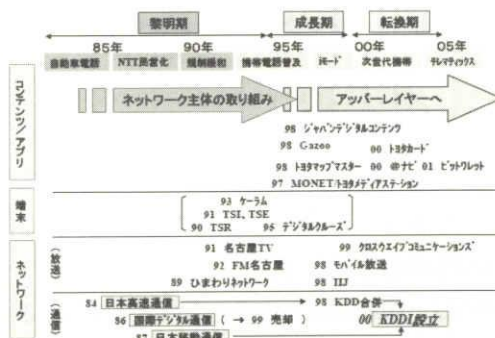 黎明期 成長期 転換期
85年 90年 95年 00年 05年
自動車電話 NTT民営化 規制緩和 携帯電話普及 iモード 次世代携帯 テレマティックス
コンテンツ/アプリ
ネットワーク主体の取り組み アッパーレイヤーへ
98 ジャパンデジタルコンテンツ
98 Gazoo 00 トヨタカード
98 トヨタマップマスター 00 @ナビ 01 ビットワレット
97 MONET/トヨタメディアステーション
端末
93 ケーラム
91 TSI, TSE
90 TSR 95 デジタルクルーズ
ネットワーク
(放送)
91 名古屋TV 99 クロスウエイブコミュニケーションズ
92 FM名古屋 98 モバイル放送
89 ひまわりネットワーク 98 IIJ
(通信)
84 日本高速通信 98 KDD合併
86 国際デジタル通信 ( → 99 売却 ) 00 KDDI設立
87 日本移動通信